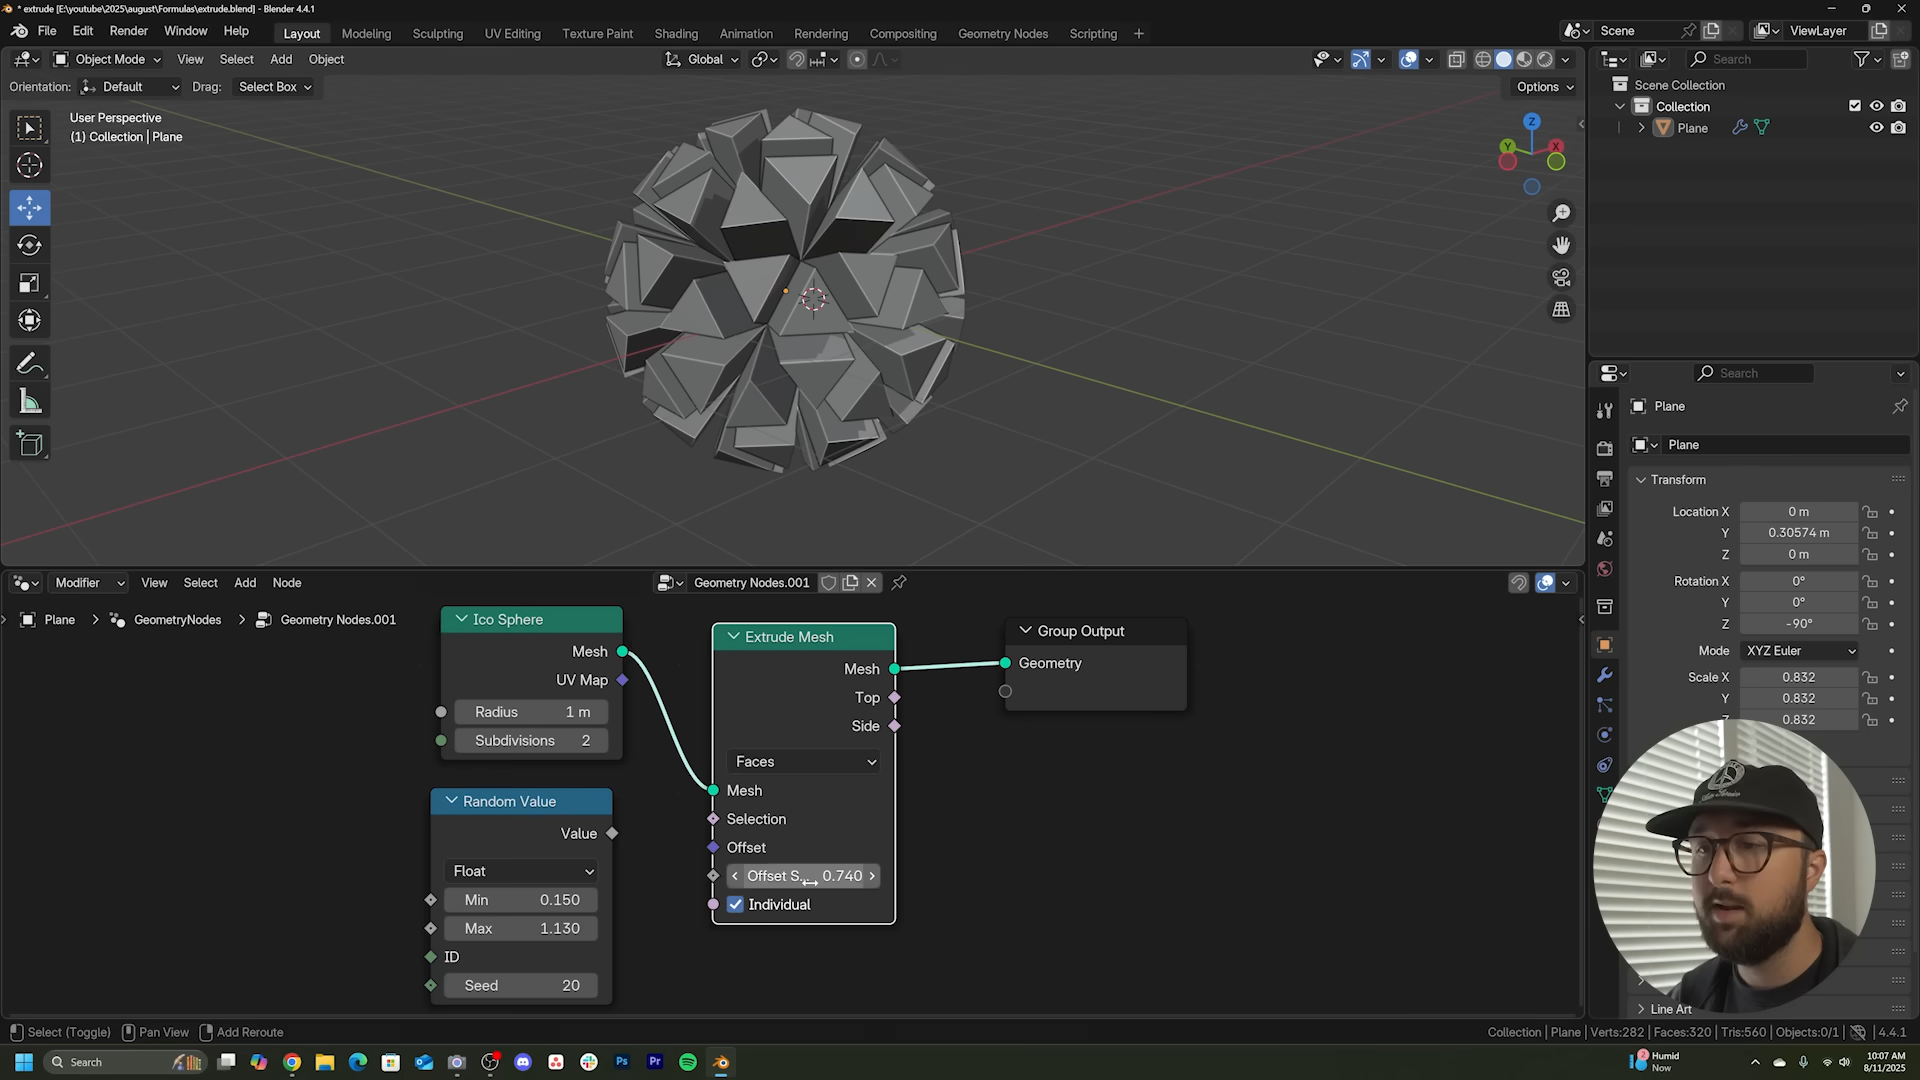 * extrude [E:\youtube\2025\august\Formulas\extrude.blend] - Blender 4.4.1
File Edit Render Window Help Layout Modeling Sculpting UV Editing Texture Paint Shading Animation Rendering Compositing Geometry Nodes Scripting + Scene ViewLayer
Object Mode View Select Add Object Global Search
Orientation: Default Drag: Select Box Options
Scene Collection
Collection
Plane
User Perspective
(1) Collection | Plane
Z
Y
X
Search
Plane
Plane
Transform
Location X 0 m
Y 0.30574 m
Z 0 m
Rotation X 0°
Y 0°
Z -90°
Mode XYZ Euler
Scale X 0.832
Y 0.832
Z 0.832
Line Art
Modifier View Select Add Node Geometry Nodes.001
Plane GeometryNodes Geometry Nodes.001
Ico Sphere
Mesh
UV Map
Radius 1 m
Subdivisions 2
Random Value
Value
Float
Min 0.150
Max 1.130
ID
Seed 20
Extrude Mesh
Mesh
Top
Side
Faces
Mesh
Selection
Offset
Offset S... 0.740
Individual
Group Output
Geometry
Select (Toggle) Pan View Add Reroute
Collection | Plane | Verts:282 | Faces:320 | Tris:560 | Objects:0/1 | 4.4.1
Search
Ps
Pr
2
Humid
Now
10:07 AM
8/11/2025